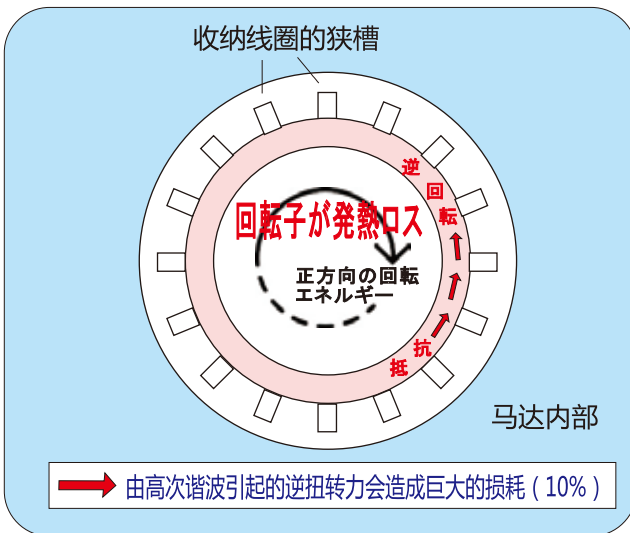 收纳线圈的狭槽
逆回転
回転子が発熱ロス
正方向の回転
エネルギー
抵抗
马达内部
由高次谐波引起的逆扭转力会造成巨大的损耗（10%）